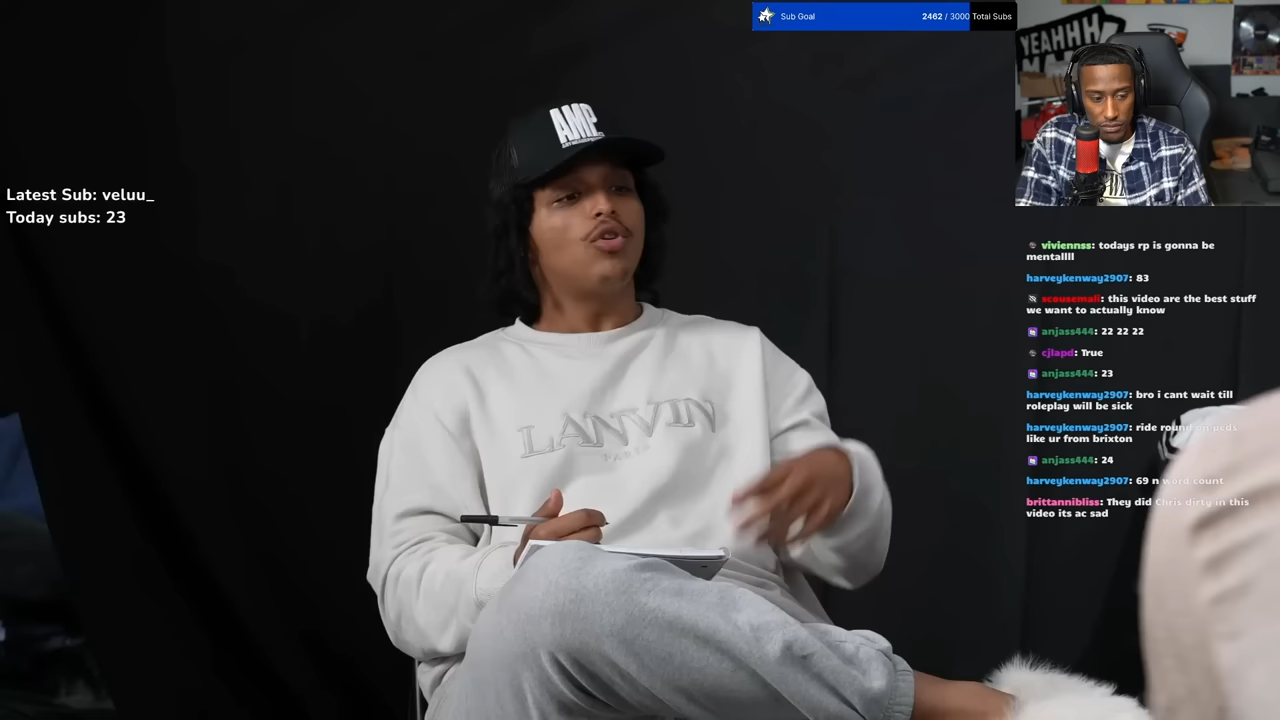 Sub Goal
2462 / 3000 Total Subs
YEAHHH
AMP
Latest Sub: veluu_
Today subs: 23
LANVIN
PARIS
viviennss: todays rp is gonna be
mentallll
harveykenway2907: 83
scousemali: this video are the best stuff
we want to actually know
anjass444: 22 22 22
cjlapd: True
anjass444: 23
harveykenway2907: bro i cant wait till
roleplay will be sick
harveykenway2907: ride round on peds
like ur from brixton
anjass444: 24
harveykenway2907: 69 n word count
brittannibliss: They did Chris dirty in this
video its ac sad